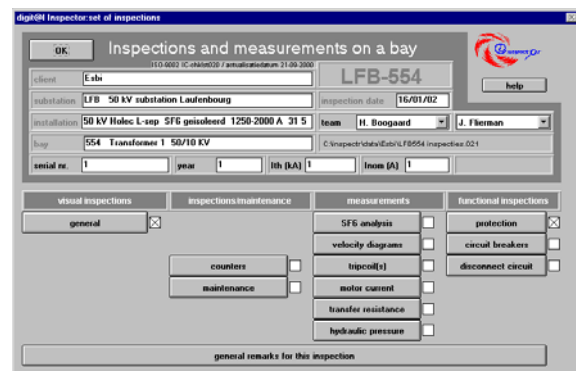 digit@l Inspector:set of inspections
OK
Inspections and measurements on a bay
client
Esbi
LFB-554
help
substation
LFB 50 kV substation Laufenboug
inspection date
16/01/02
installation
50 kV Holec L-sep SF6 geisoleerd 1250-2000 A 31 5
team
H. Boogaard
J. Flierman
bay
554 Transformer 1 50/10 KV
serial nr.
1
year
1
Ith (kA)
1
Inom (A)
1
visual inspections
inspections/maintenance
measurements
functional inspections
general
SF6 analysis
protection
velocity diagrams
circuit breakers
counters
tripcoil(s)
disconnect circuit
maintenance
motor current
transfer resistance
hydraulic pressure
general remarks for this inspection